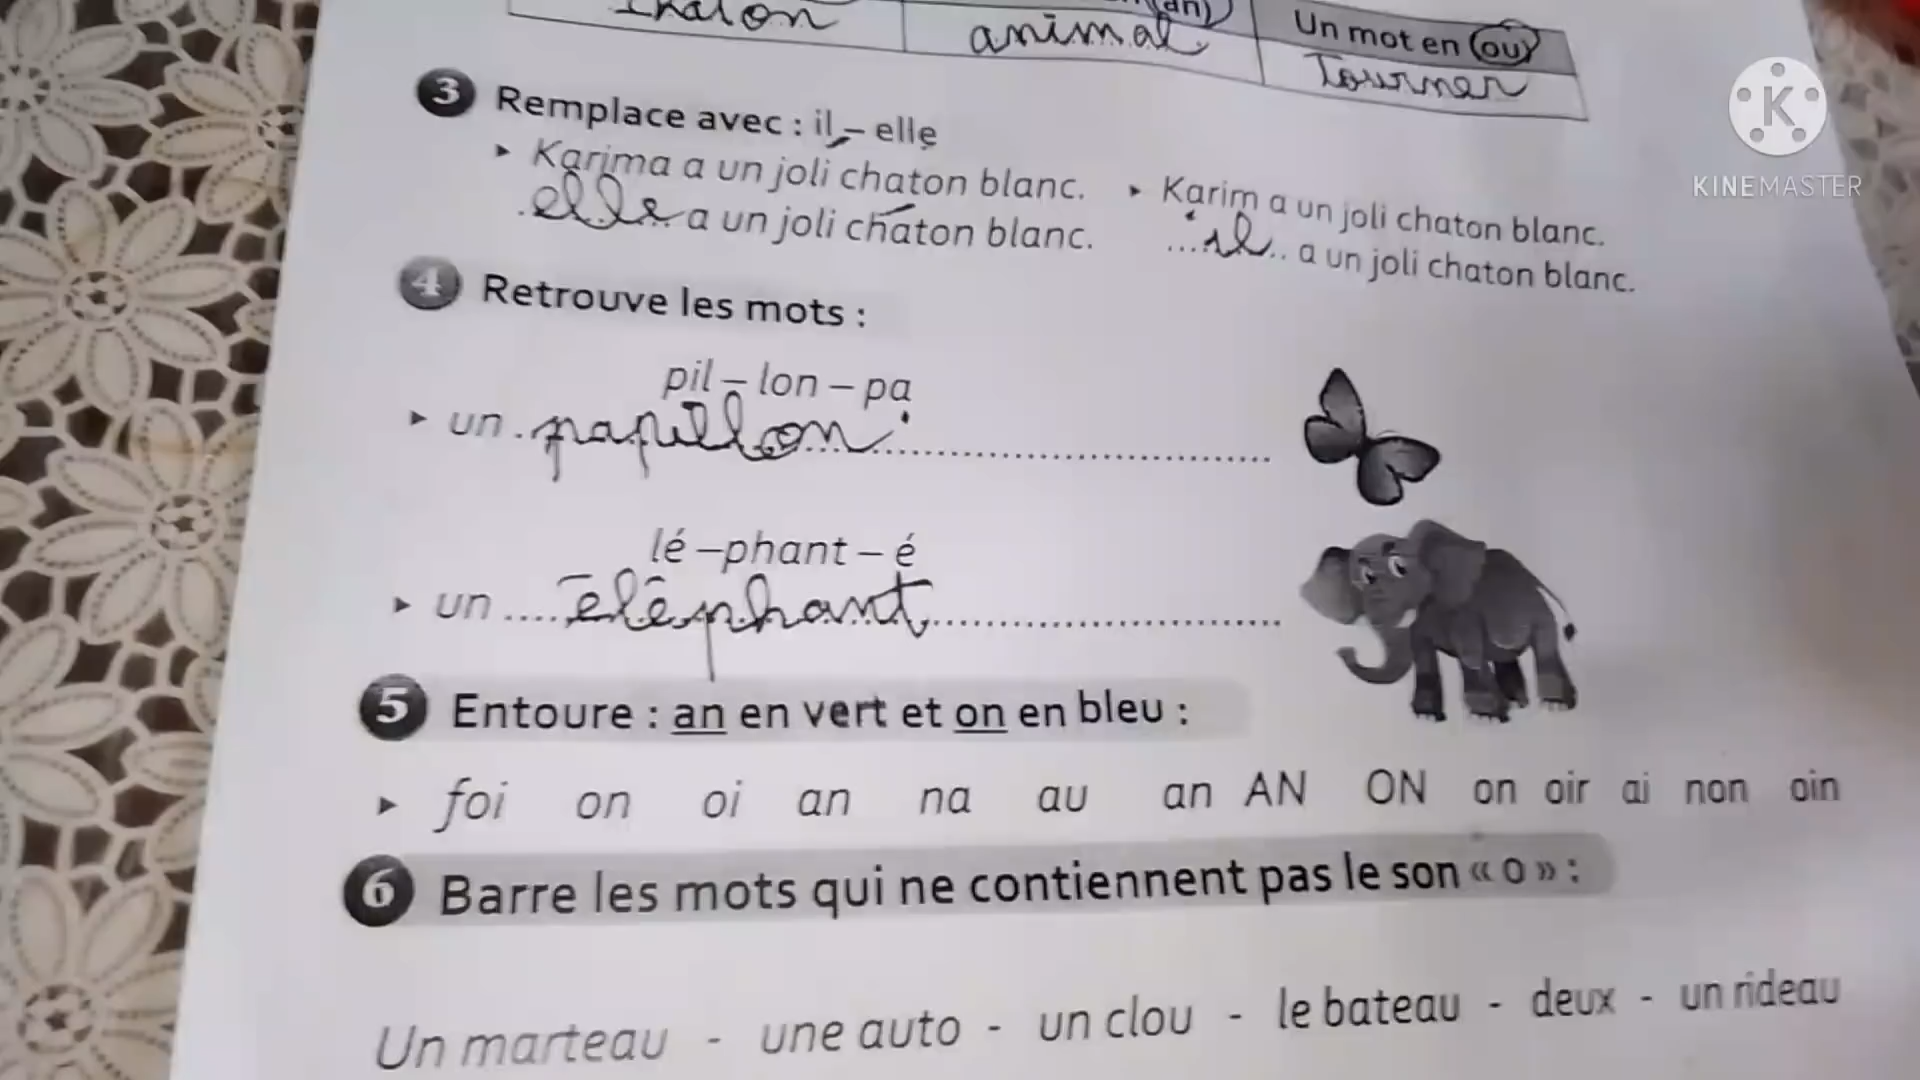 Un mot en (ou)
animal
Tourner
3 Remplace avec : il – elle
▸ Karima a un joli chaton blanc.
elle a un joli chaton blanc.
▸ Karim a un joli chaton blanc.
...il.. a un joli chaton blanc.
4 Retrouve les mots :
pil – lon – pa
▸ un papillon
lé – phant – é
▸ un éléphant
5 Entoure : an en vert et on en bleu :
▸ foi on oi an na au an AN ON on oir ai non oin
6 Barre les mots qui ne contiennent pas le son « o » :
Un marteau - une auto - un clou - le bateau - deux - un rideau
K
KINEMASTER